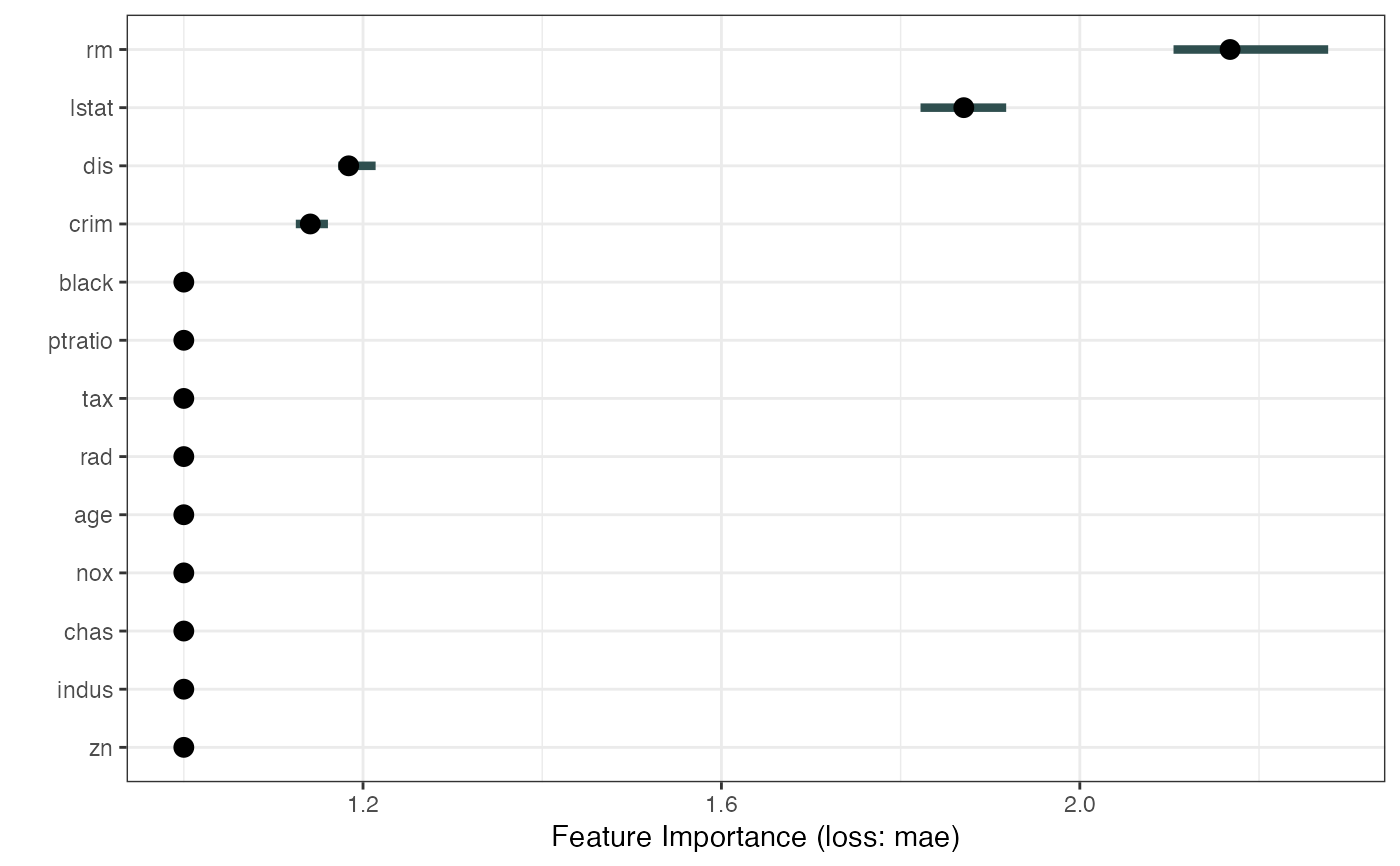 rm
lstat
dis
crim
black
ptratio
tax
rad
age
nox
chas
indus
zn
1.2 1.6 2.0
Feature Importance (loss: mae)